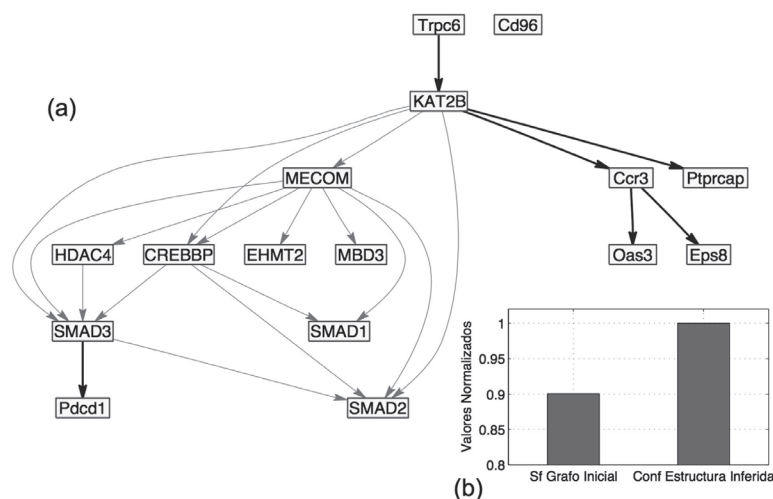 Trpc6 Cd96
(a)
KAT2B
MECOM Ccr3 Ptprcap
HDAC4 CREBBP EHMT2 MBD3 Oas3 Eps8
SMAD3 SMAD1
Pdcd1 SMAD2
Valores Normalizados
1
0.95
0.9
0.85
0.8
Sf Grafo Inicial Conf Estructura Inferida
(b)